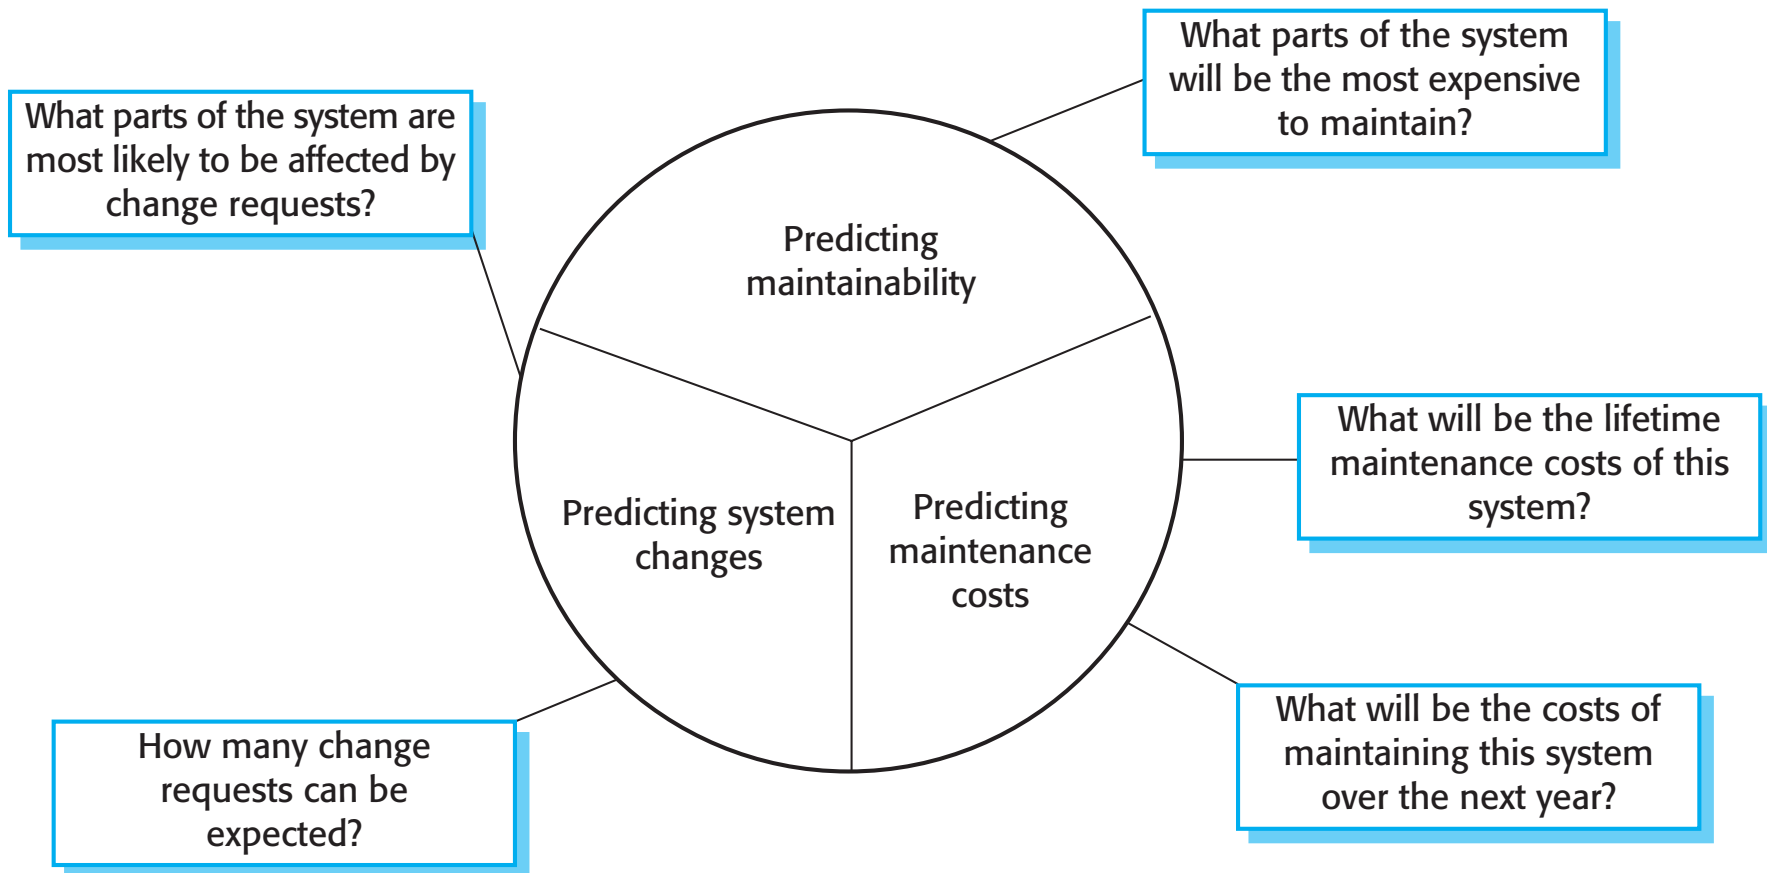 What parts of the system
will be the most expensive
to maintain?
What parts of the system are
most likely to be affected by
change requests?
Predicting
maintainability
What will be the lifetime
maintenance costs of this
system?
Predicting system
changes
Predicting
maintenance
costs
What will be the costs of
maintaining this system
over the next year?
How many change
requests can be
expected?